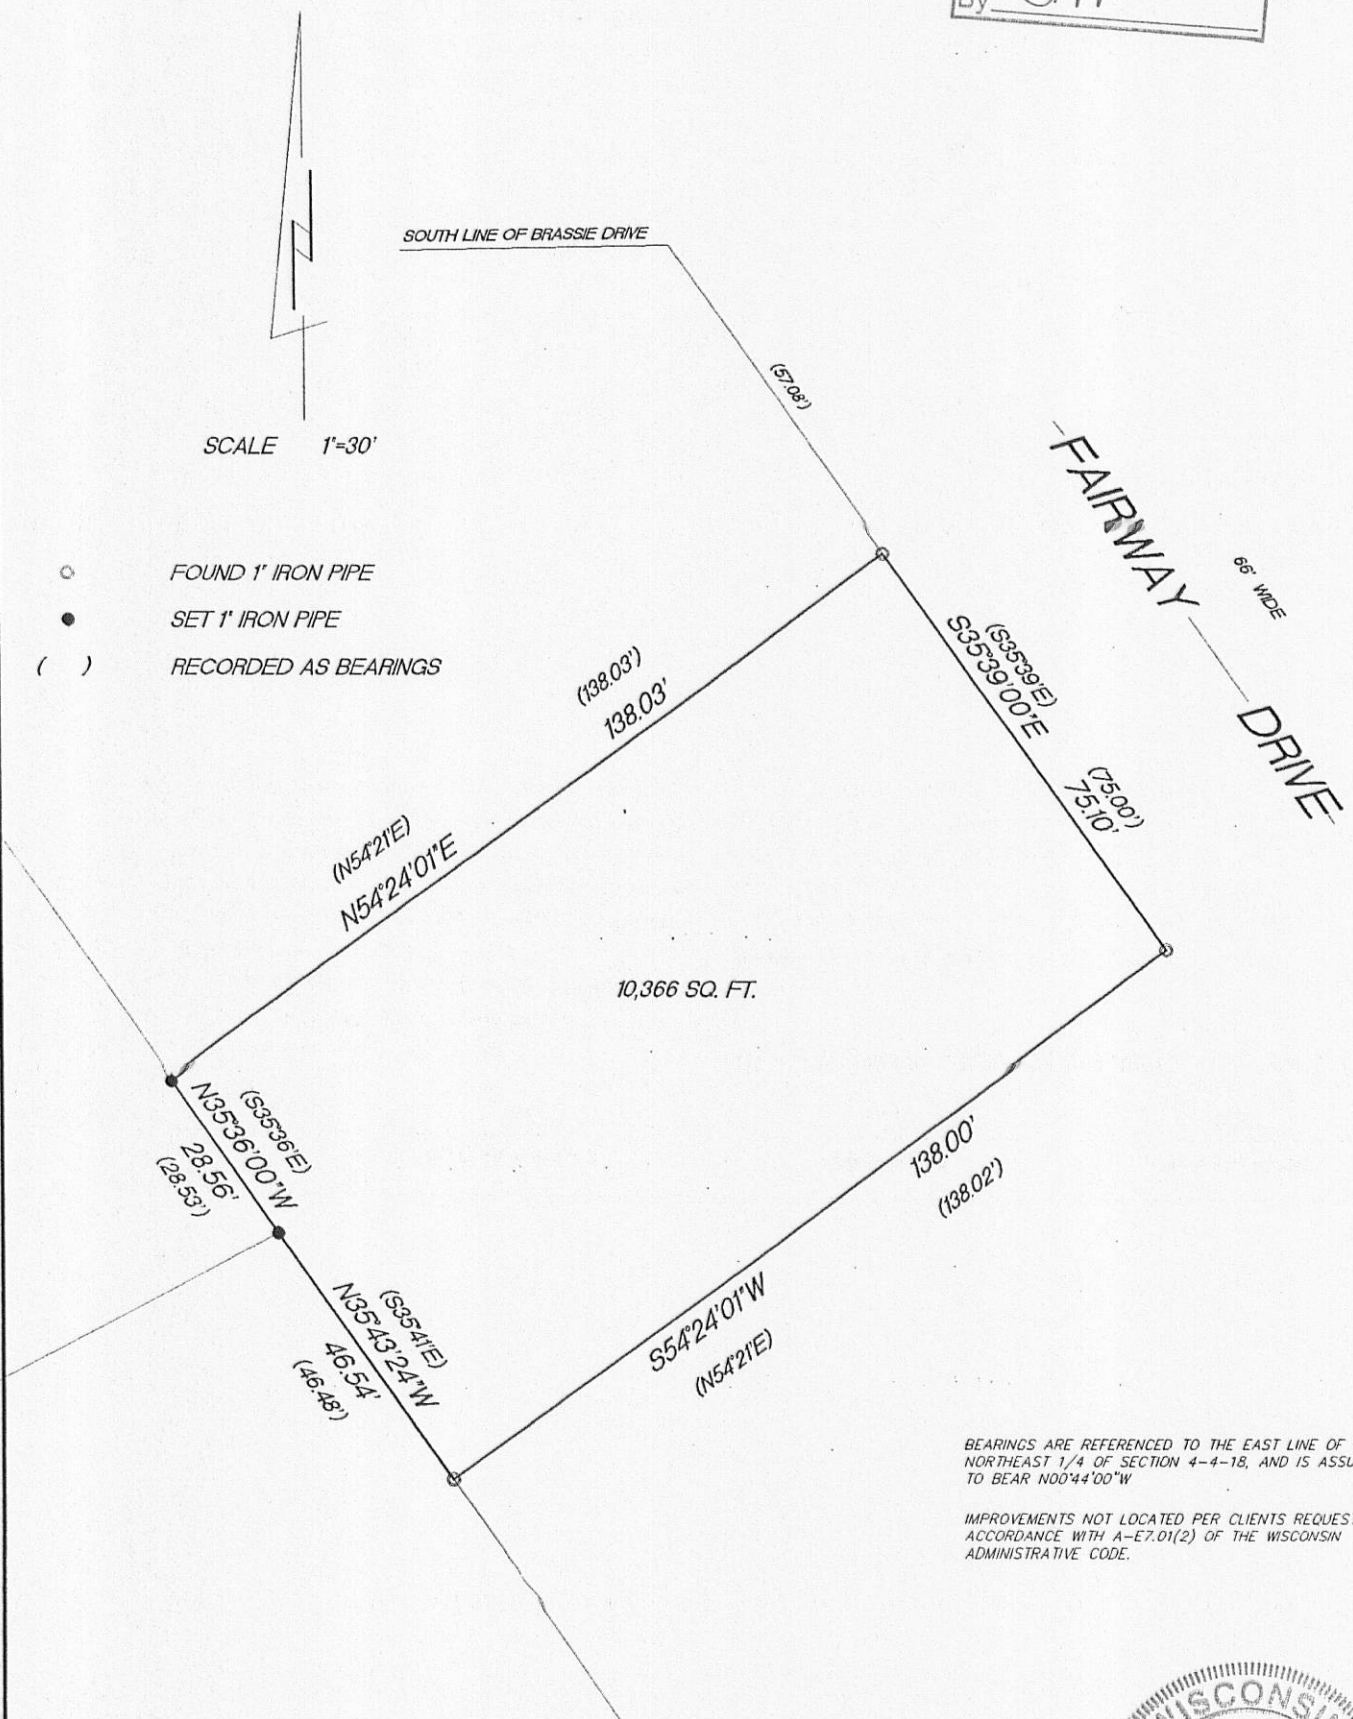 By
SOUTH LINE OF BRASSIE DRIVE
(57.08')
SCALE 1"=30'
FAIRWAY DRIVE
66' WIDE
FOUND 1" IRON PIPE
SET 1" IRON PIPE
( ) RECORDED AS BEARINGS
(S35°39'E)
S35°39'00"E
(75.00')
75.10'
(138.03')
138.03'
(N54°21'E)
N54°24'01"E
10,366 SQ. FT.
(S35°36'E)
N35°36'00"W
28.56'
(28.53')
138.00'
(138.02')
S54°24'01"W
(N54°21'E)
(S35°41'E)
N35°43'24"W
46.54'
(46.48')
BEARINGS ARE REFERENCED TO THE EAST LINE OF
NORTHEAST 1/4 OF SECTION 4-4-18, AND IS ASSU
TO BEAR N00°44'00"W
IMPROVEMENTS NOT LOCATED PER CLIENTS REQUES
ACCORDANCE WITH A-E7.01(2) OF THE WISCONSIN
ADMINISTRATIVE CODE.
WISCONSI